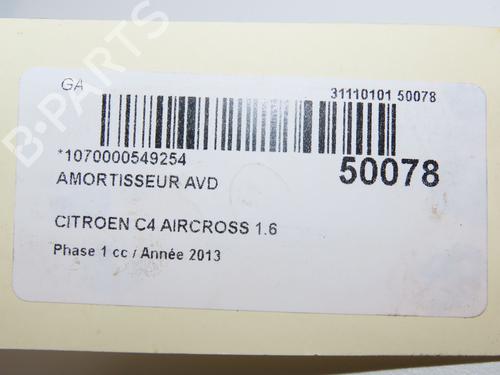 B-PARTS
GA
31110101 50078
*1070000549254
50078
AMORTISSEUR AVD
CITROEN C4 AIRCROSS 1.6
Phase 1 cc / Année 2013